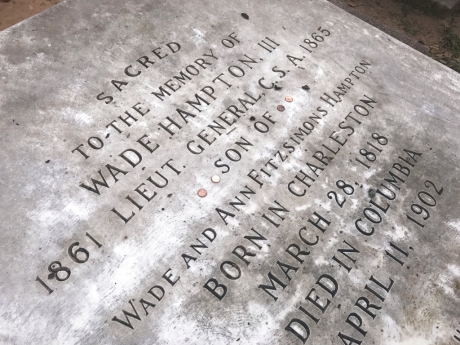 SACRED
TO THE MEMORY OF
WADE HAMPTON, III
1861 LIEUT. GENERAL, C.S.A. 1865
SON OF
WADE AND ANN FITZSIMONS HAMPTON
BORN IN CHARLESTON
MARCH 28, 1818
DIED IN COLUMBIA
APRIL 11, 1902